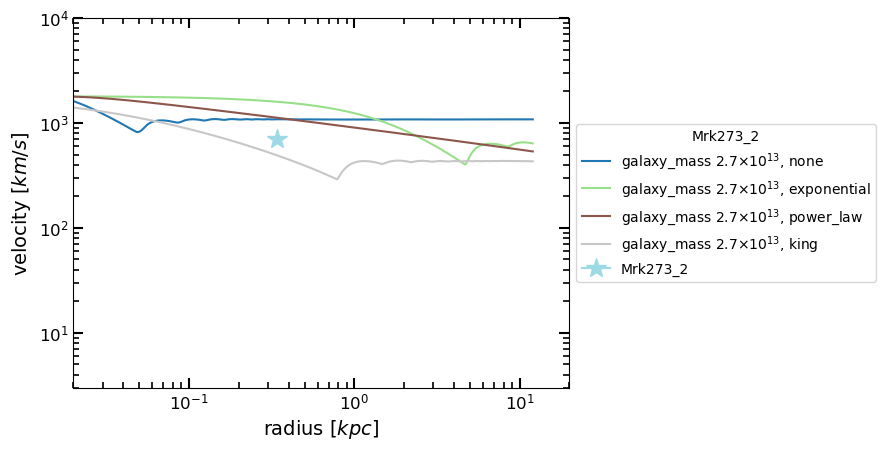 10^4
10^3
10^2
10^1
velocity [km/s]
10^-1
10^0
10^1
radius [kpc]
Mrk273_2
galaxy_mass 2.7×10^13, none
galaxy_mass 2.7×10^13, exponential
galaxy_mass 2.7×10^13, power_law
galaxy_mass 2.7×10^13, king
Mrk273_2